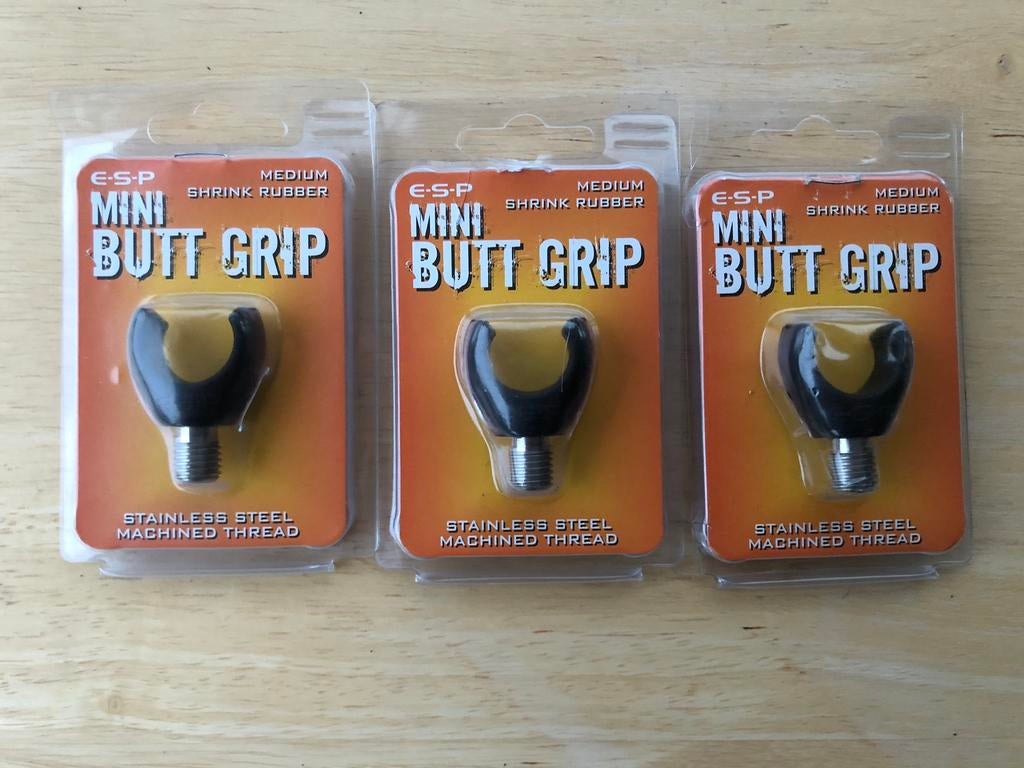 E-S-P
MEDIUM
SHRINK RUBBER
MINI
BUTT GRIP
STAINLESS STEEL
MACHINED THREAD
E-S-P
MEDIUM
SHRINK RUBBER
MINI
BUTT GRIP
STAINLESS STEEL
MACHINED THREAD
E-S-P
MEDIUM
SHRINK RUBBER
MINI
BUTT GRIP
STAINLESS STEEL
MACHINED THREAD